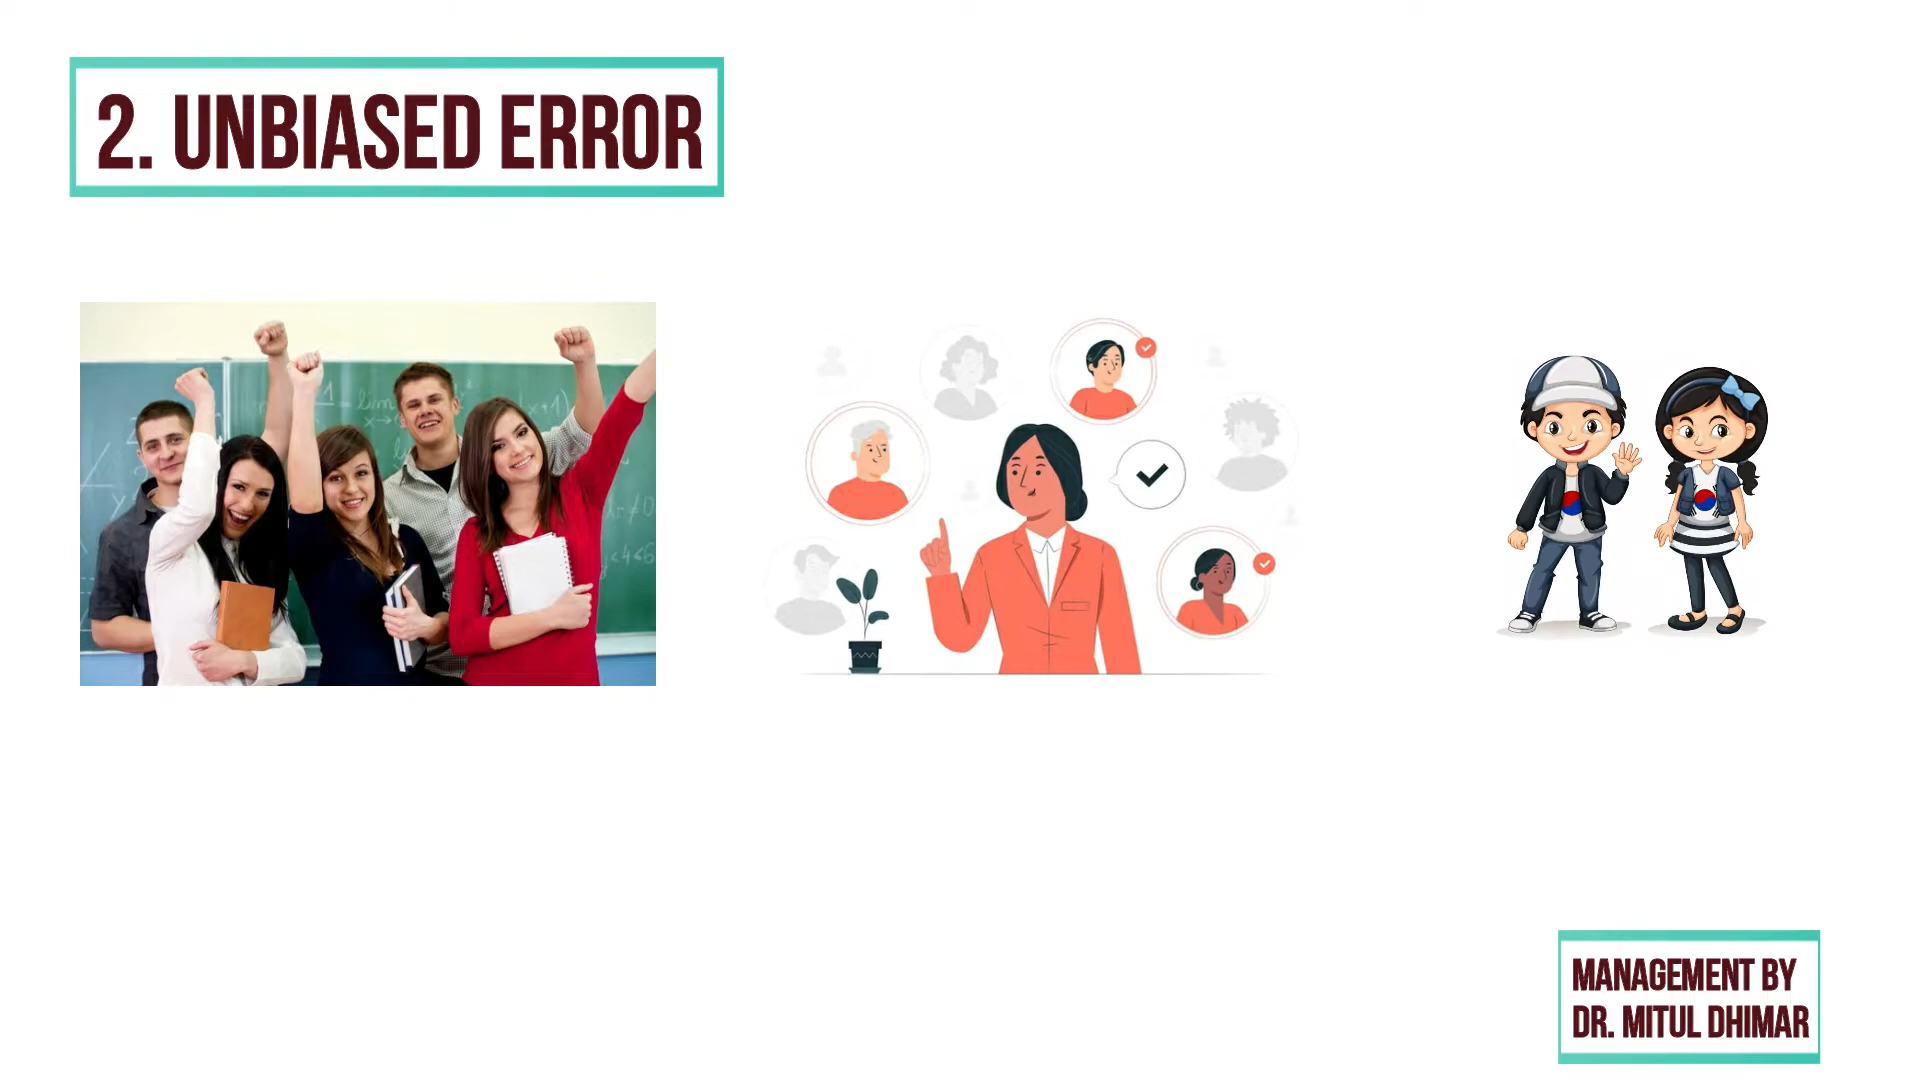 2. UNBIASED ERROR
MANAGEMENT BY
DR. MITUL DHIMAR